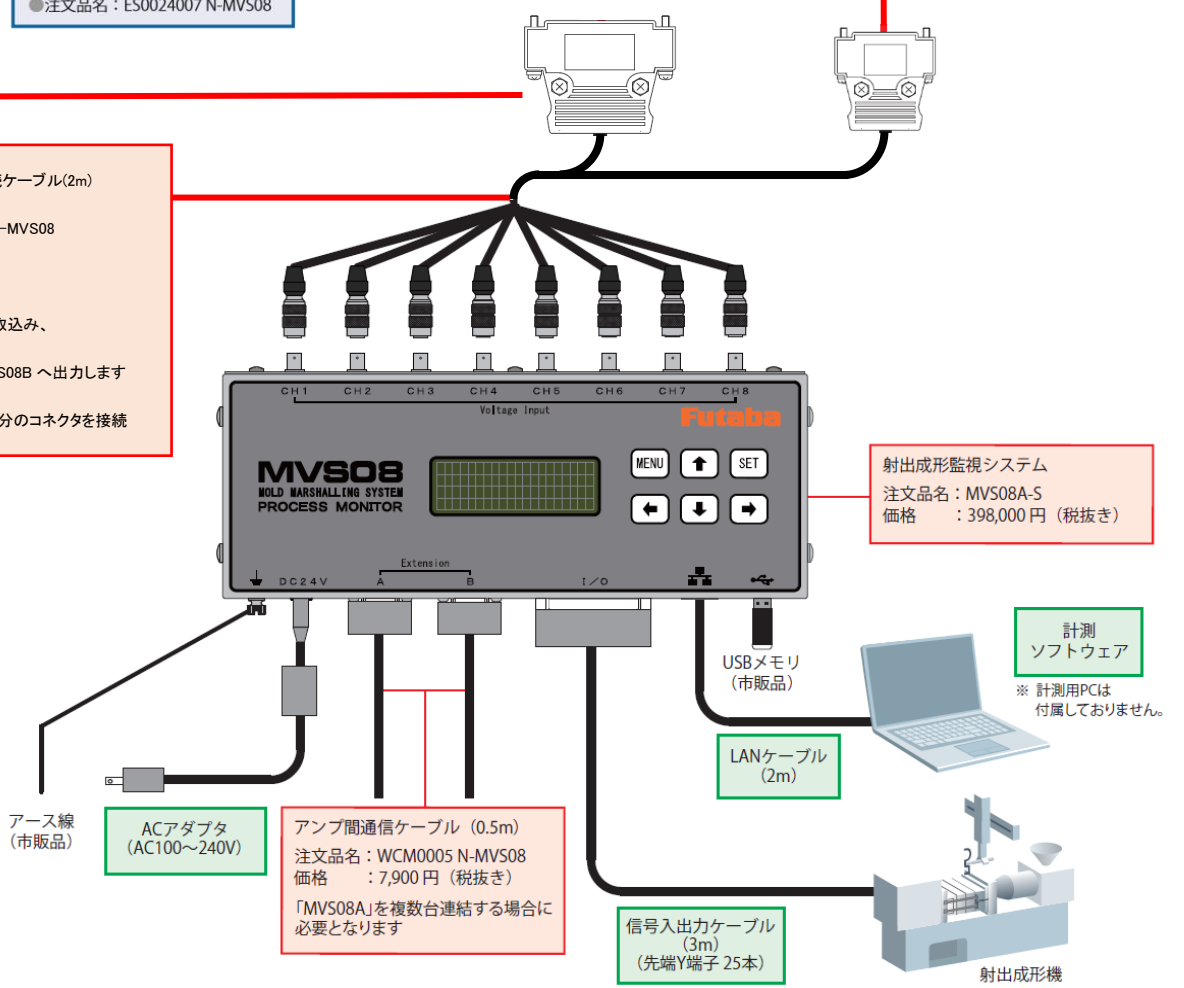 ●注文品名：ES0024007 N-MVS08
ケーブル(2m)
-MVS08
込み、
S08B へ出力します
分のコネクタを接続
CH1 CH2 CH3 CH4 CH5 CH6 CH7 CH8
Voltage Input
Futaba
MVS08
MOLD MARSHALLING SYSTEM
PROCESS MONITOR
MENU
SET
Extension
DC24V
A
B
I/O
射出成形監視システム
注文品名：MVS08A-S
価格　　：398,000 円（税抜き）
USBメモリ
（市販品）
計測
ソフトウェア
※ 計測用PCは
付属しておりません。
LANケーブル
（2m）
アース線
（市販品）
ACアダプタ
（AC100～240V）
アンプ間通信ケーブル（0.5m）
注文品名：WCM0005 N-MVS08
価格　　：7,900 円（税抜き）
「MVS08A」を複数台連結する場合に
必要となります
信号入出力ケーブル
（3m）
（先端Y端子 25本）
射出成形機